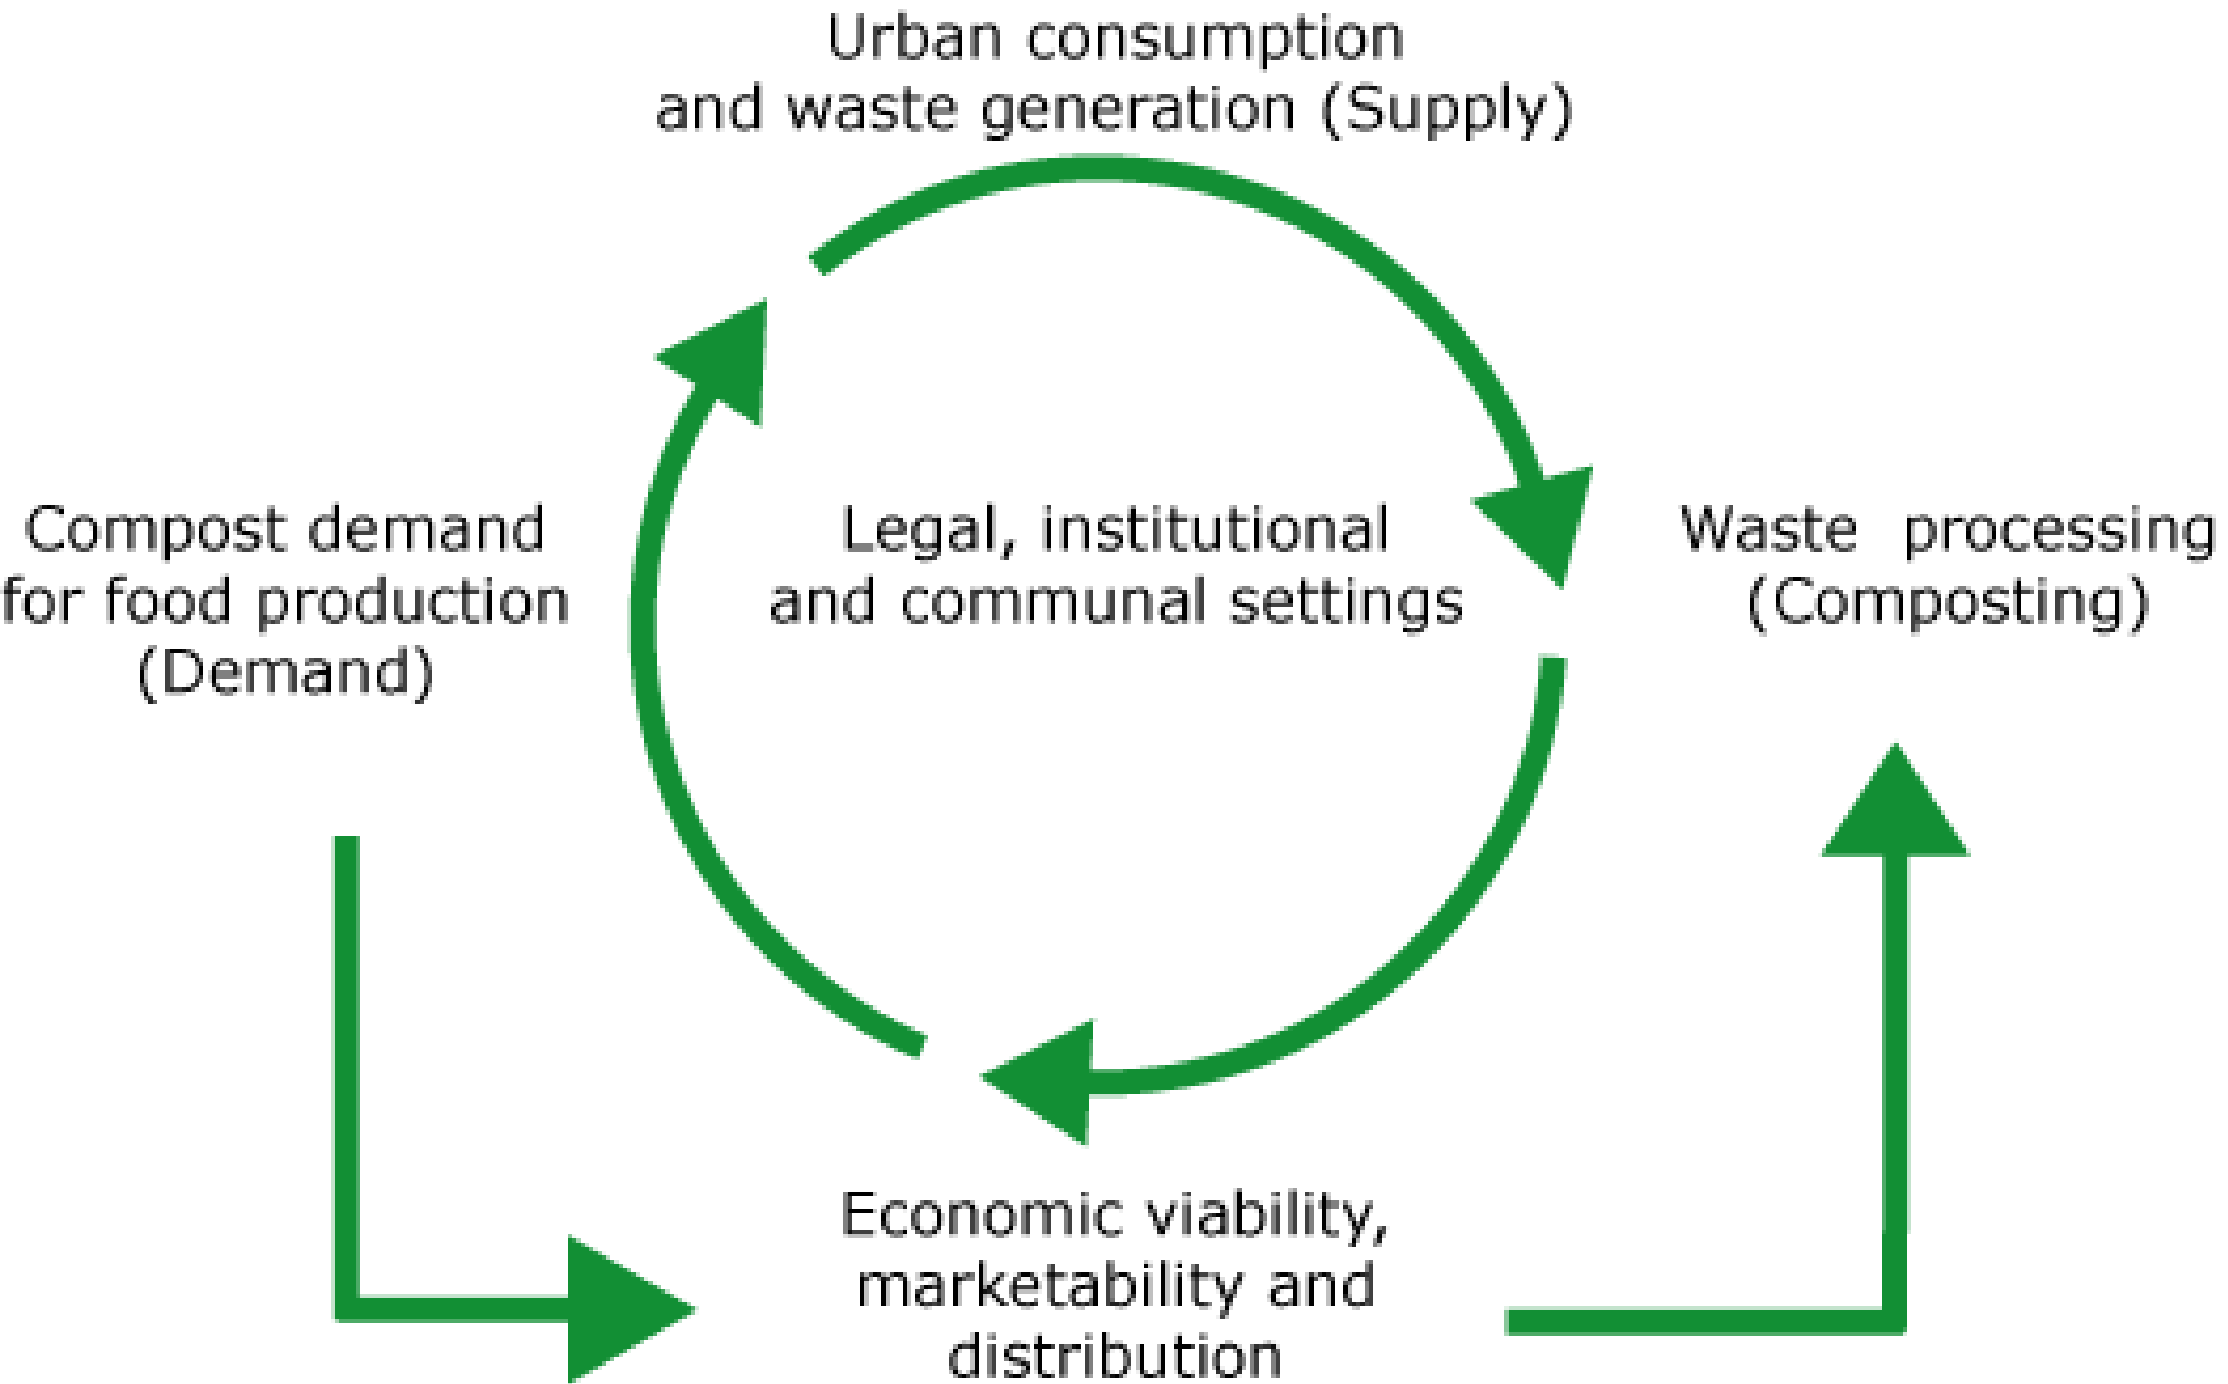 Urban consumption
and waste generation (Supply)
Compost demand
for food production
(Demand)
Legal, institutional
and communal settings
Waste processing
(Composting)
Economic viability,
marketability and
distribution